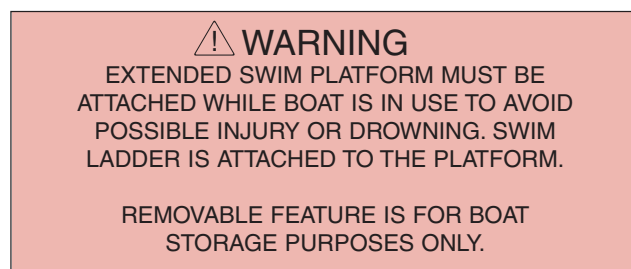 ⚠ WARNING
EXTENDED SWIM PLATFORM MUST BE
ATTACHED WHILE BOAT IS IN USE TO AVOID
POSSIBLE INJURY OR DROWNING. SWIM
LADDER IS ATTACHED TO THE PLATFORM.
REMOVABLE FEATURE IS FOR BOAT
STORAGE PURPOSES ONLY.